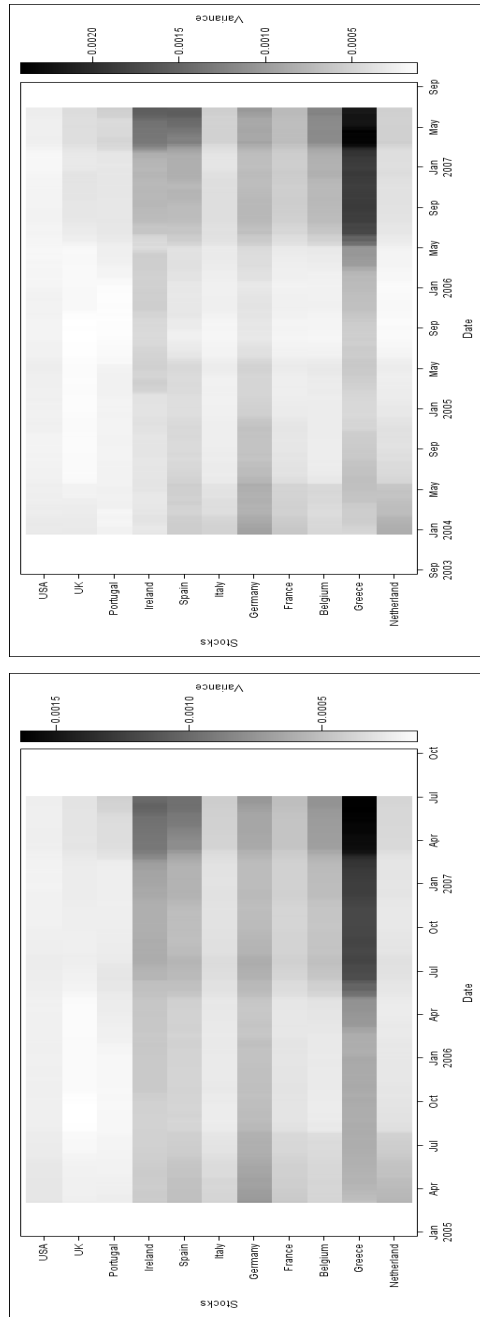 0.0005
0.0010
0.0015
0.0020
Variance
USA
UK
Portugal
Ireland
Spain
Italy
Germany
France
Belgium
Greece
Netherland
Stocks
Sep
Jan
May
Sep
Jan
May
Sep
Jan
May
Sep
Jan
May
Sep
2003
2004
2005
2006
2007
Date
0.0005
0.0010
0.0015
Variance
USA
UK
Portugal
Ireland
Spain
Italy
Germany
France
Belgium
Greece
Netherland
Stocks
Jan
Apr
Jul
Oct
Jan
Apr
Jul
Oct
Jan
Apr
Jul
Oct
2005
2006
2007
Date